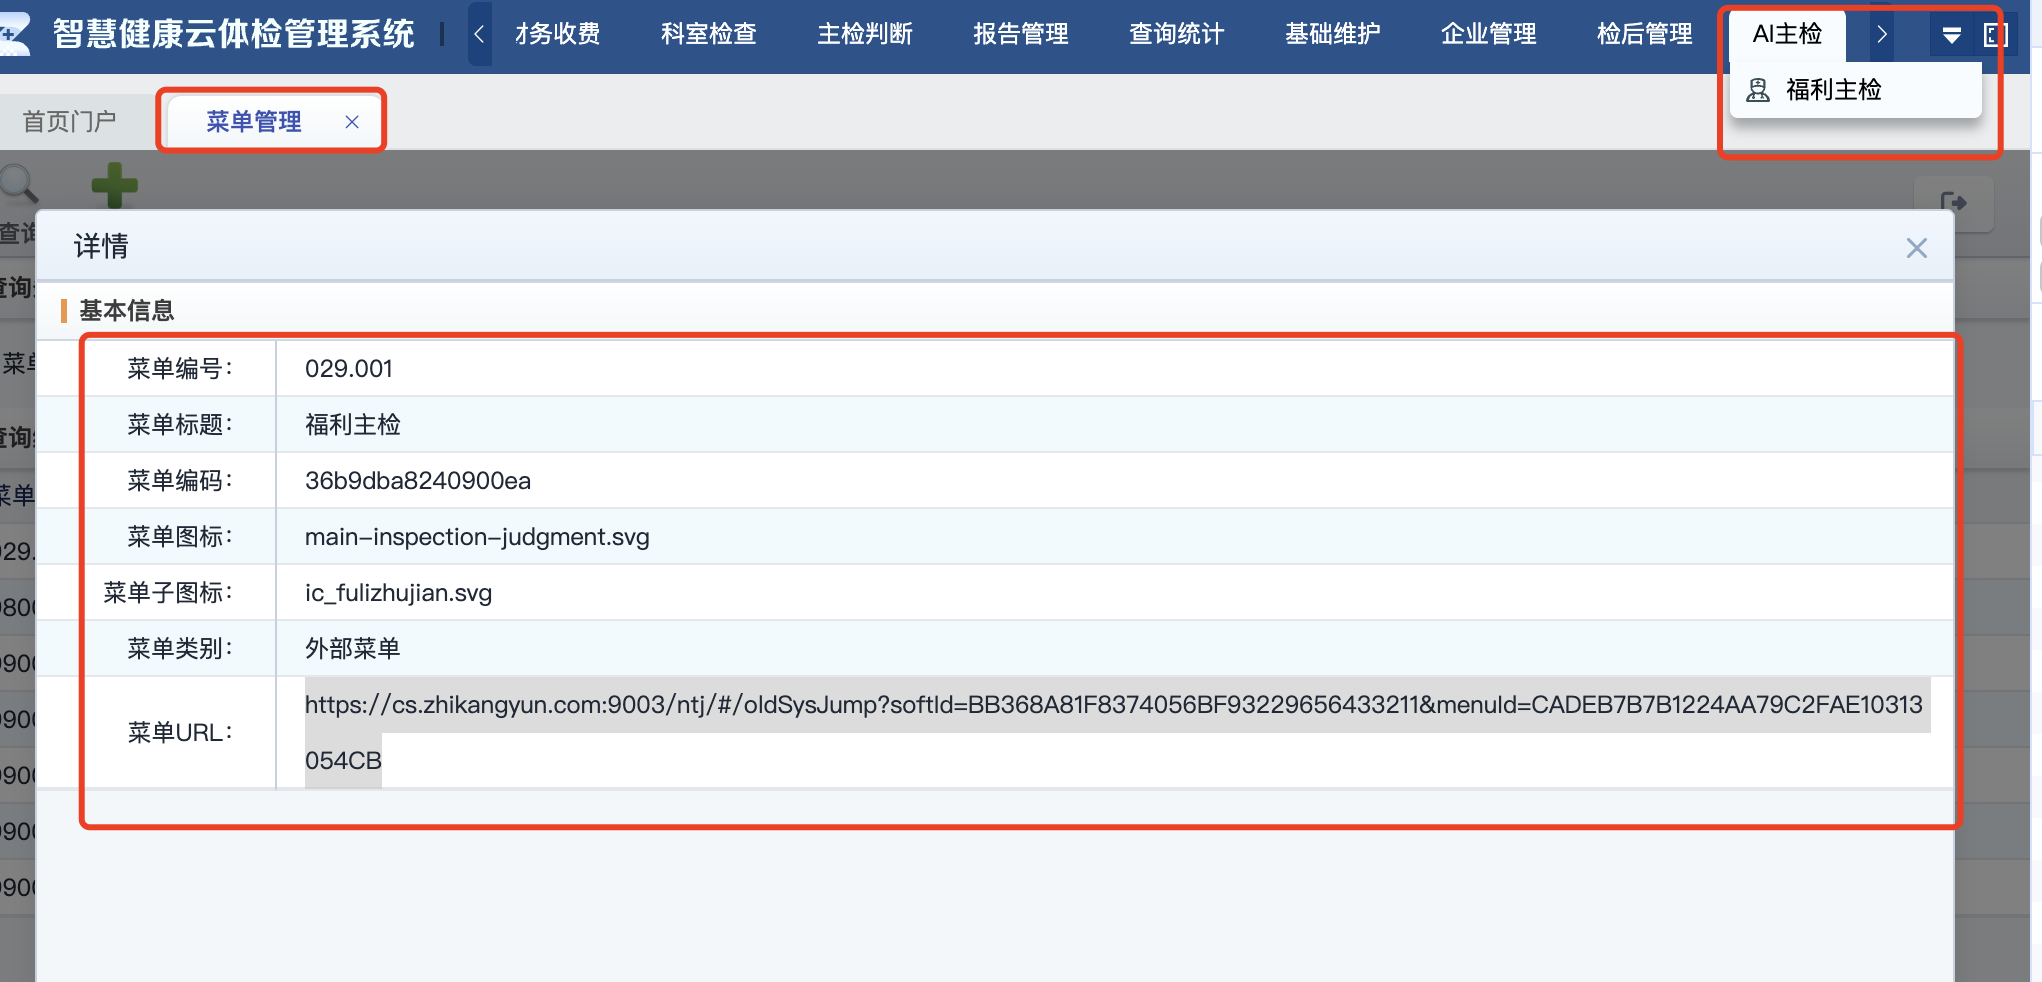 智慧健康云体检管理系统
务收费
科室检查
主检判断
报告管理
查询统计
基础维护
企业管理
检后管理
AI主检
福利主检
首页门户
菜单管理
详情
基本信息
菜单编号：
029.001
菜单标题：
福利主检
菜单编码：
36b9dba8240900ea
菜单图标：
main-inspection-judgment.svg
菜单子图标：
ic_fulizhujian.svg
菜单类别：
外部菜单
菜单URL：
https://cs.zhikangyun.com:9003/ntj/#/oldSysJump?softId=BB368A81F8374056BF93229656433211&menuId=CADEB7B7B1224AA79C2FAE10313
054CB